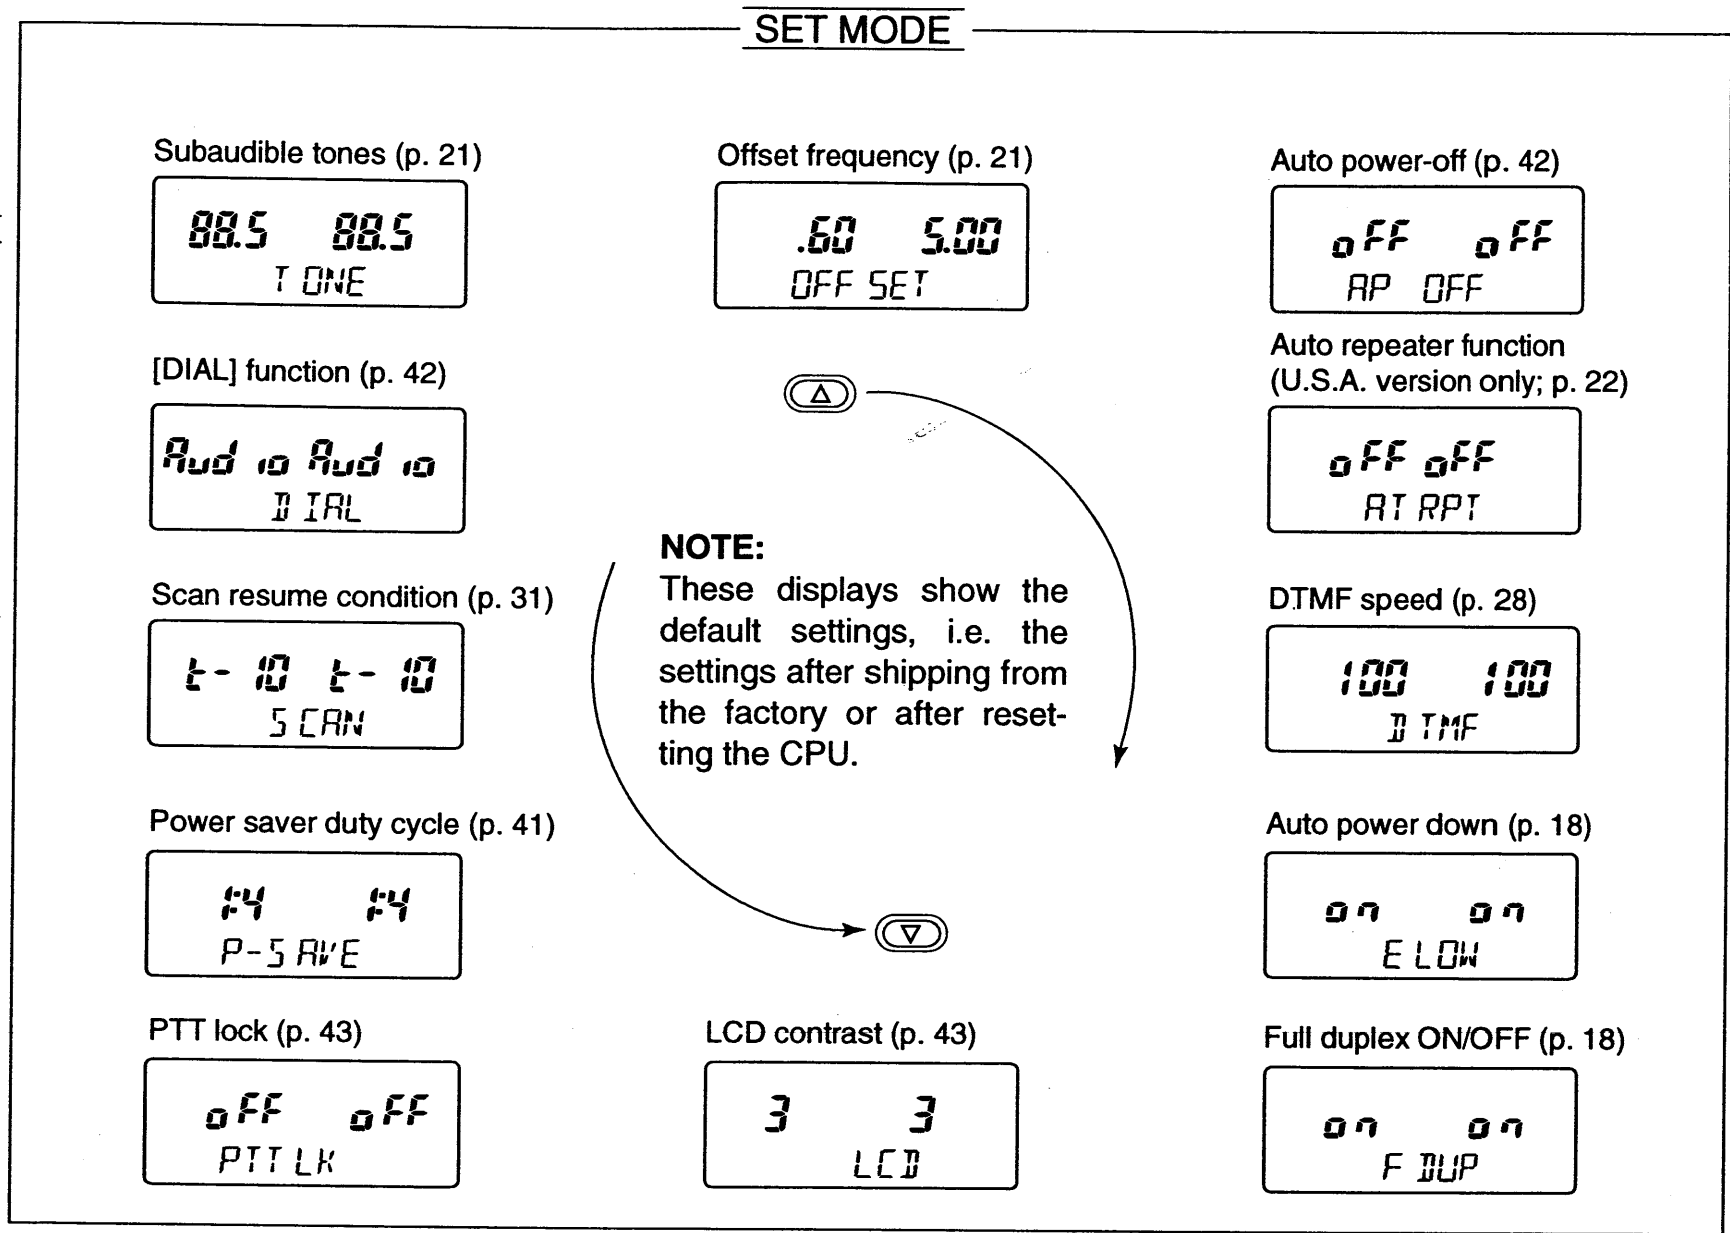 SET MODE
Subaudible tones (p. 21)
88.5 88.5
TONE
[DIAL] function (p. 42)
Audio Audio
DIAL
Scan resume condition (p. 31)
t-10 t-10
SCAN
Power saver duty cycle (p. 41)
1:4 1:4
P-SAVE
PTT lock (p. 43)
oFF oFF
PTT LK
Offset frequency (p. 21)
.60 5.00
OFF SET
NOTE:
These displays show the
default settings, i.e. the
settings after shipping from
the factory or after reset-
ting the CPU.
LCD contrast (p. 43)
3 3
LCD
Auto power-off (p. 42)
oFF oFF
AP OFF
Auto repeater function
(U.S.A. version only; p. 22)
oFF oFF
AT RPT
DTMF speed (p. 28)
100 100
DTMF
Auto power down (p. 18)
on on
E LOW
Full duplex ON/OFF (p. 18)
on on
F DUP